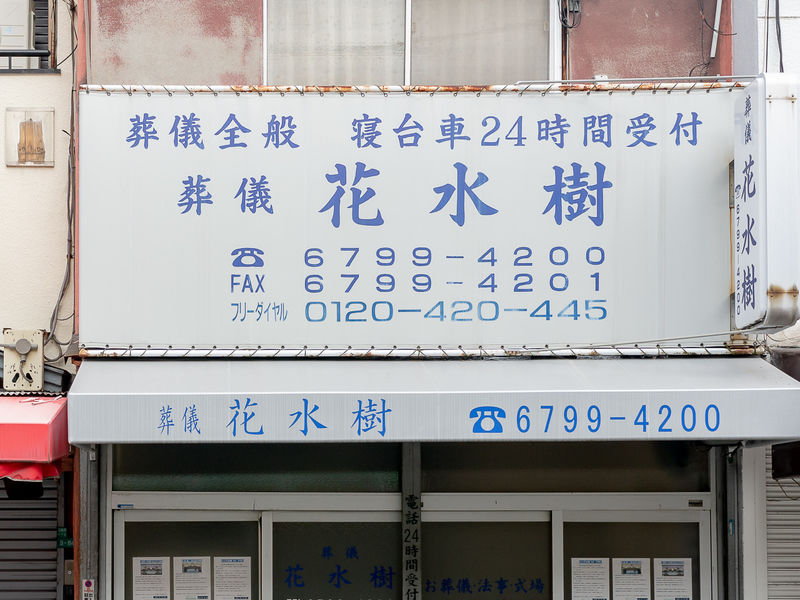 葬儀全般　寝台車24時間受付
葬儀 花水樹
☎ 6799-4200
FAX 6799-4201
フリーダイヤル 0120-420-445
葬儀 花水樹 ☎6799-4200
葬儀 花水樹
☎6799-4200
電話24時間受付
葬儀
花水樹
お葬儀・法事・式場